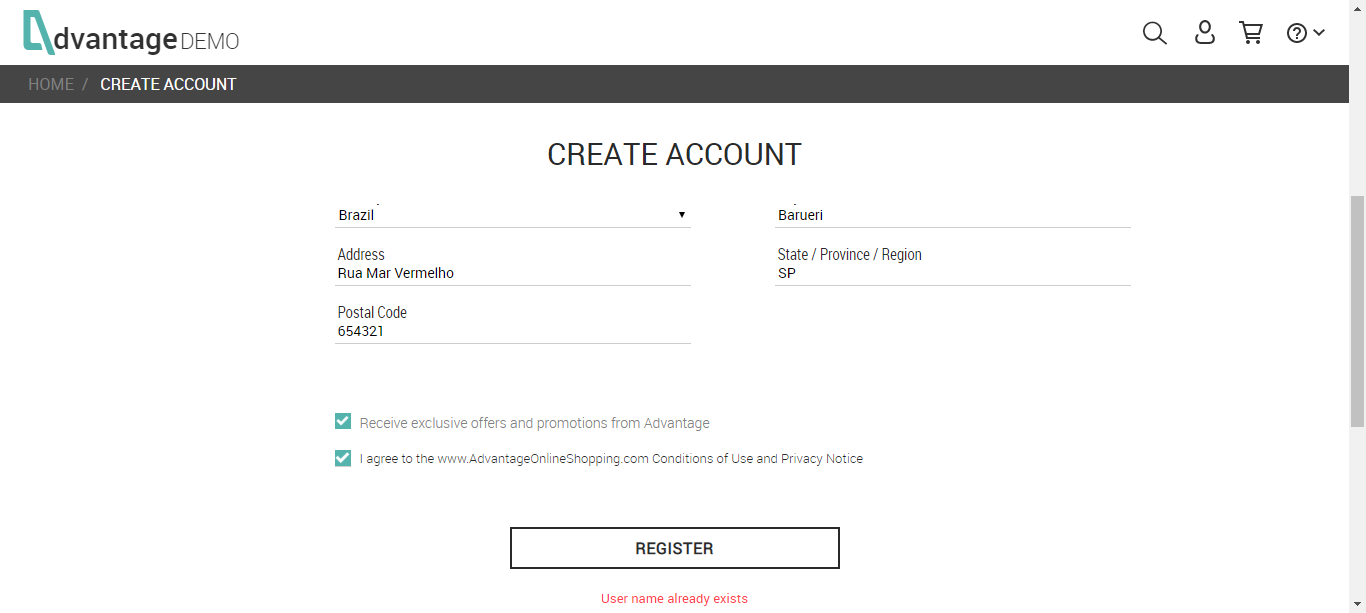 dvantage DEMO
HOME / CREATE ACCOUNT
CREATE ACCOUNT
Brazil
Barueri
Address
State / Province / Region
Rua Mar Vermelho
SP
Postal Code
654321
Receive exclusive offers and promotions from Advantage
I agree to the www.AdvantageOnlineShopping.com Conditions of Use and Privacy Notice
REGISTER
User name already exists